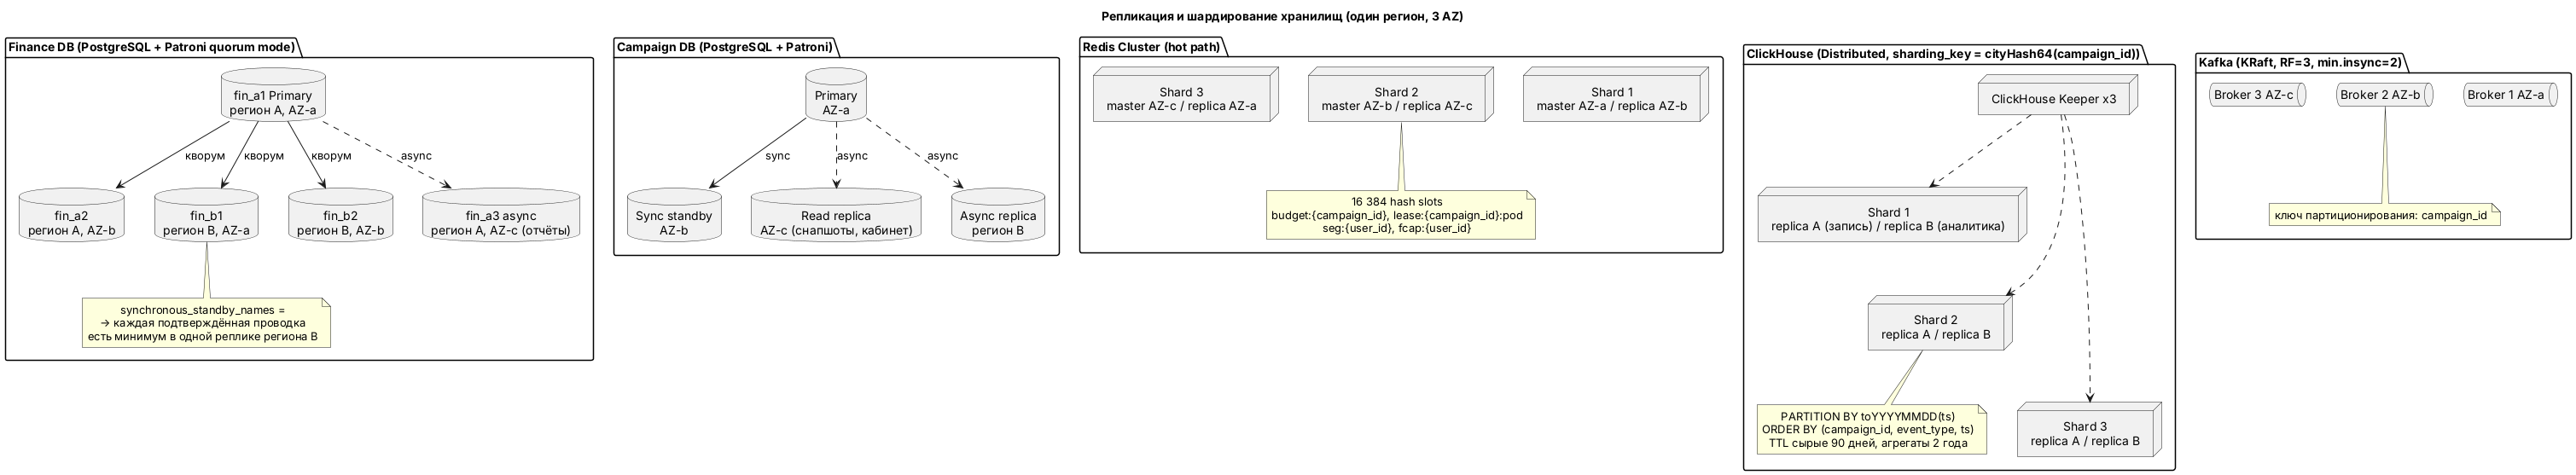 Репликация и шардирование хранилищ (один регион, 3 AZ)
Finance DB (PostgreSQL + Patroni quorum mode)
fin_a1 Primary
регион A, AZ-a
кворум
кворум
кворум
async
fin_a2
регион A, AZ-b
fin_b1
регион B, AZ-a
fin_b2
регион B, AZ-b
fin_a3 async
регион A, AZ-c (отчёты)
synchronous_standby_names =
→ каждая подтверждённая проводка
есть минимум в одной реплике региона B
Campaign DB (PostgreSQL + Patroni)
Primary
AZ-a
sync
async
async
Sync standby
AZ-b
Read replica
AZ-c (снапшоты, кабинет)
Async replica
регион B
Redis Cluster (hot path)
Shard 3
master AZ-c / replica AZ-a
Shard 2
master AZ-b / replica AZ-c
Shard 1
master AZ-a / replica AZ-b
16 384 hash slots
budget:{campaign_id}, lease:{campaign_id}:pod
seg:{user_id}, fcap:{user_id}
ClickHouse (Distributed, sharding_key = cityHash64(campaign_id))
ClickHouse Keeper x3
Shard 1
replica A (запись) / replica B (аналитика)
Shard 2
replica A / replica B
PARTITION BY toYYYYMMDD(ts)
ORDER BY (campaign_id, event_type, ts)
TTL сырые 90 дней, агрегаты 2 года
Shard 3
replica A / replica B
Kafka (KRaft, RF=3, min.insync=2)
Broker 3 AZ-c
Broker 2 AZ-b
Broker 1 AZ-a
ключ партиционирования: campaign_id